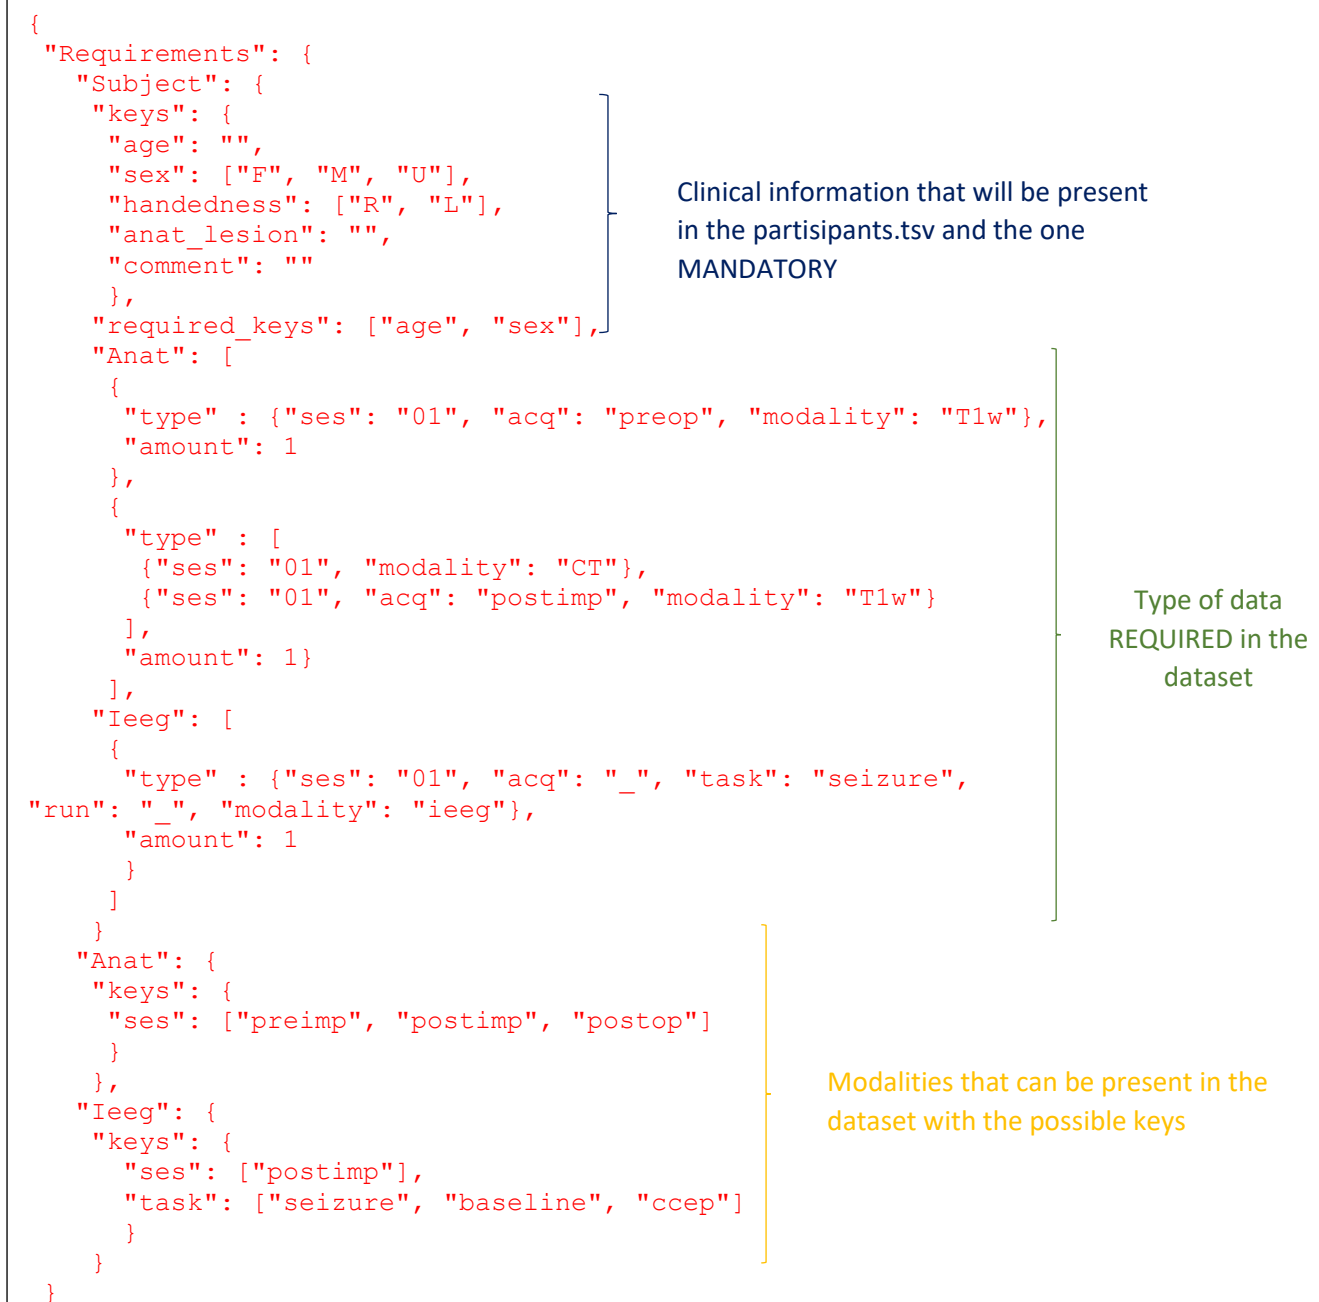 {
"Requirements": {
"Subject": {
"keys": {
"age": "",
"sex": ["F", "M", "U"],
"handedness": ["R", "L"],
"anat_lesion": "",
"comment": ""
},
"required_keys": ["age", "sex"],
Clinical information that will be present
in the partisipants.tsv and the one
MANDATORY
"Anat": [
{
"type" : {"ses": "01", "acq": "preop", "modality": "T1w"},
"amount": 1
},
{
"type" : [
{"ses": "01", "modality": "CT"},
{"ses": "01", "acq": "postimp", "modality": "T1w"}
],
"amount": 1}
],
"Ieeg": [
{
"type" : {"ses": "01", "acq": "_", "task": "seizure",
"run": "_", "modality": "ieeg"},
"amount": 1
}
]
}
Type of data
REQUIRED in the
dataset
"Anat": {
"keys": {
"ses": ["preimp", "postimp", "postop"]
}
},
"Ieeg": {
"keys": {
"ses": ["postimp"],
"task": ["seizure", "baseline", "ccep"]
}
}
}
Modalities that can be present in the
dataset with the possible keys